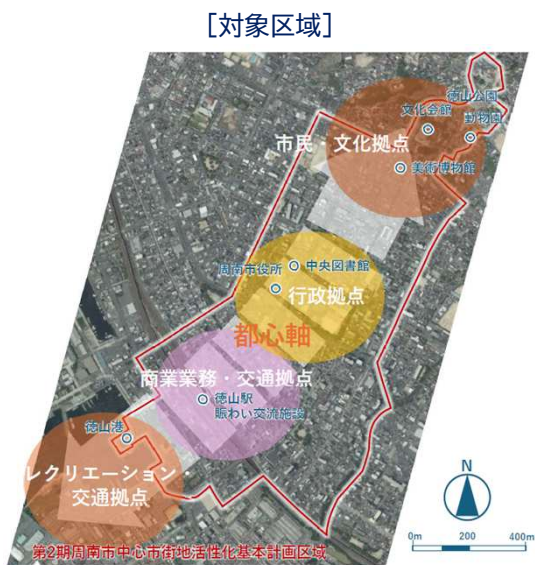 ［対象区域］
徳山公園
文化会館
動物園
市民・文化拠点
美術博物館
中央図書館
周南市役所
行政拠点
都心軸
商業業務・交通拠点
徳山駅
賑わい交流施設
徳山港
レクリエーション・
交通拠点
N
0m 200 400m
第2期周南市中心市街地活性化基本計画区域